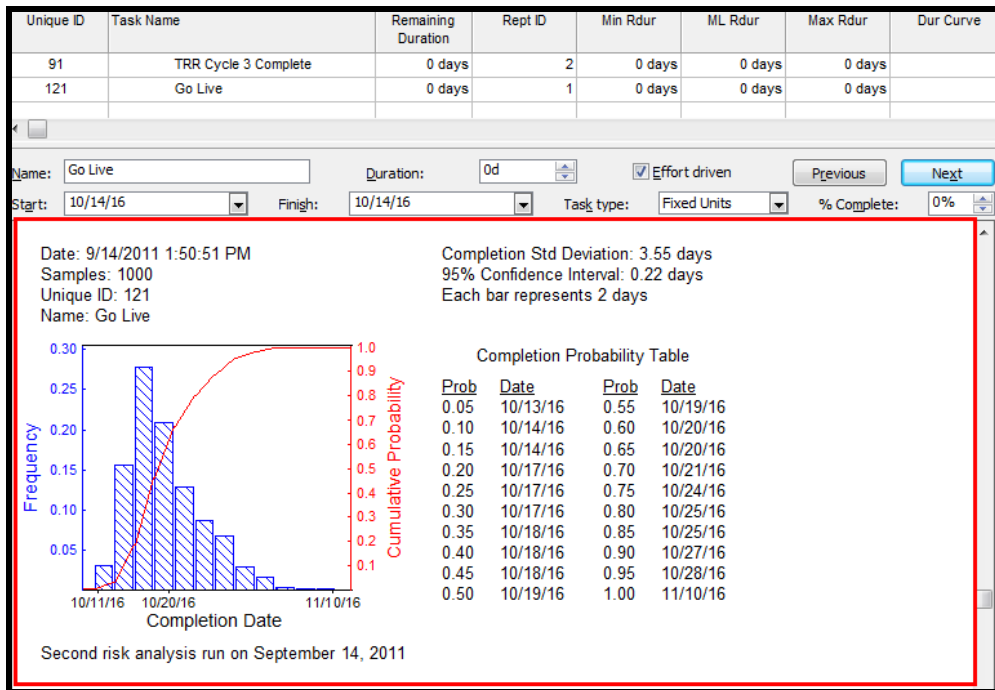 Unique ID Task Name Remaining Duration Rept ID Min Rdur ML Rdur Max Rdur Dur Curve
91 TRR Cycle 3 Complete 0 days 2 0 days 0 days 0 days
121 Go Live 0 days 1 0 days 0 days 0 days
Name: Go Live Duration: 0d Effort driven Previous Next
Start: 10/14/16 Finish: 10/14/16 Task type: Fixed Units % Complete: 0%
Date: 9/14/2011 1:50:51 PM
Samples: 1000
Unique ID: 121
Name: Go Live
Completion Std Deviation: 3.55 days
95% Confidence Interval: 0.22 days
Each bar represents 2 days
Frequency
0.30
0.25
0.20
0.15
0.10
0.05
1.0
0.9
0.8
0.7
0.6
0.5
0.4
0.3
0.2
0.1
Cumulative Probability
10/11/16 10/20/16 11/10/16
Completion Date
Completion Probability Table
Prob Date Prob Date
0.05 10/13/16 0.55 10/19/16
0.10 10/14/16 0.60 10/20/16
0.15 10/14/16 0.65 10/20/16
0.20 10/17/16 0.70 10/21/16
0.25 10/17/16 0.75 10/24/16
0.30 10/17/16 0.80 10/25/16
0.35 10/18/16 0.85 10/25/16
0.40 10/18/16 0.90 10/27/16
0.45 10/18/16 0.95 10/28/16
0.50 10/19/16 1.00 11/10/16
Second risk analysis run on September 14, 2011